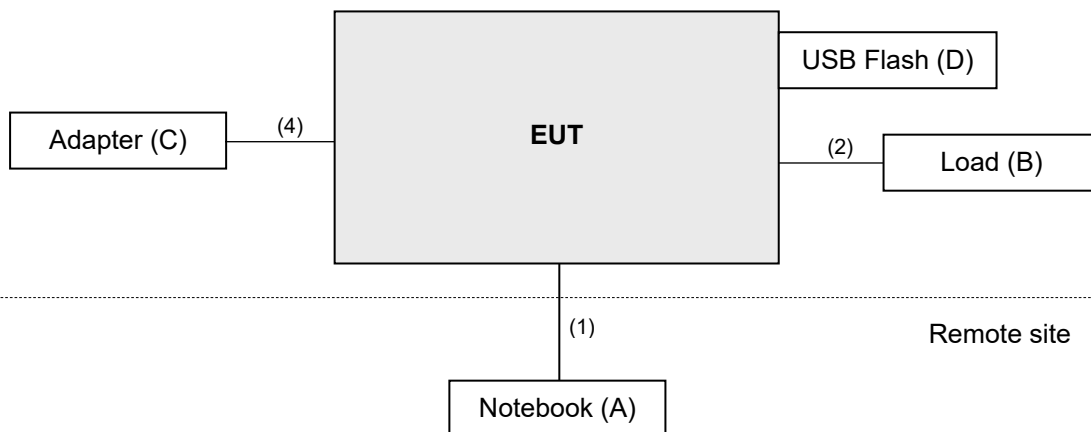 USB Flash (D)
Adapter (C)
(4)
EUT
(2)
Load (B)
(1)
Remote site
Notebook (A)